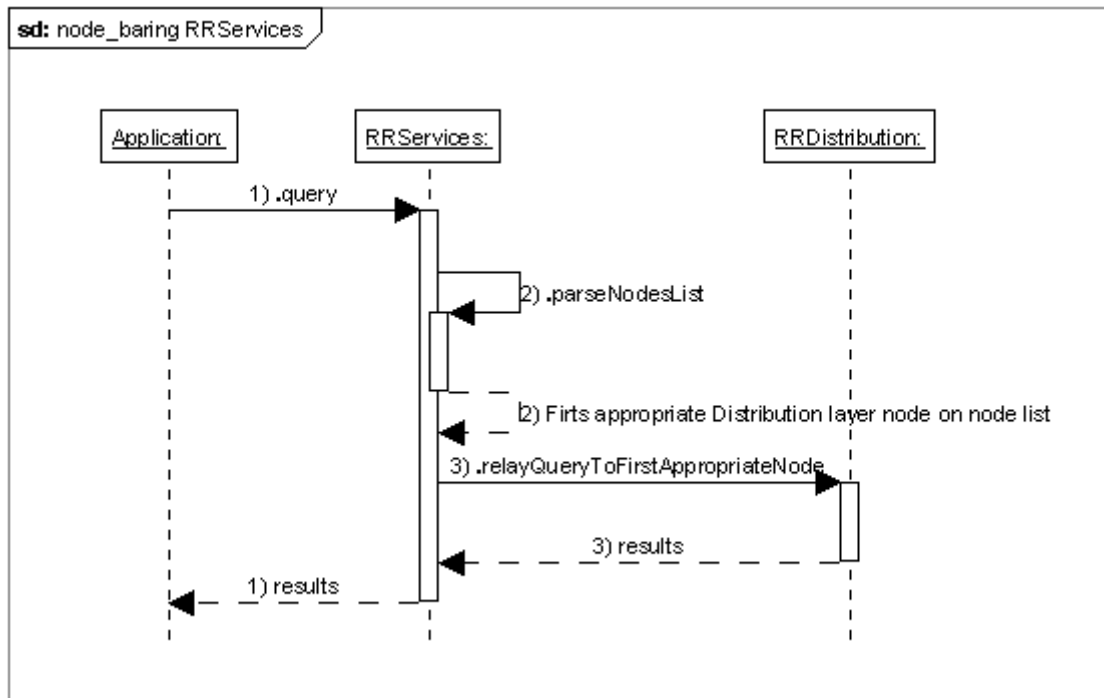 sd: node_baring RRServices
Application:
RRServices:
RRDistribution:
1) .query
2) .parseNodesList
2) Firts appropriate Distribution layer node on node list
3) .relayQueryToFirstAppropriateNode
3) results
1) results